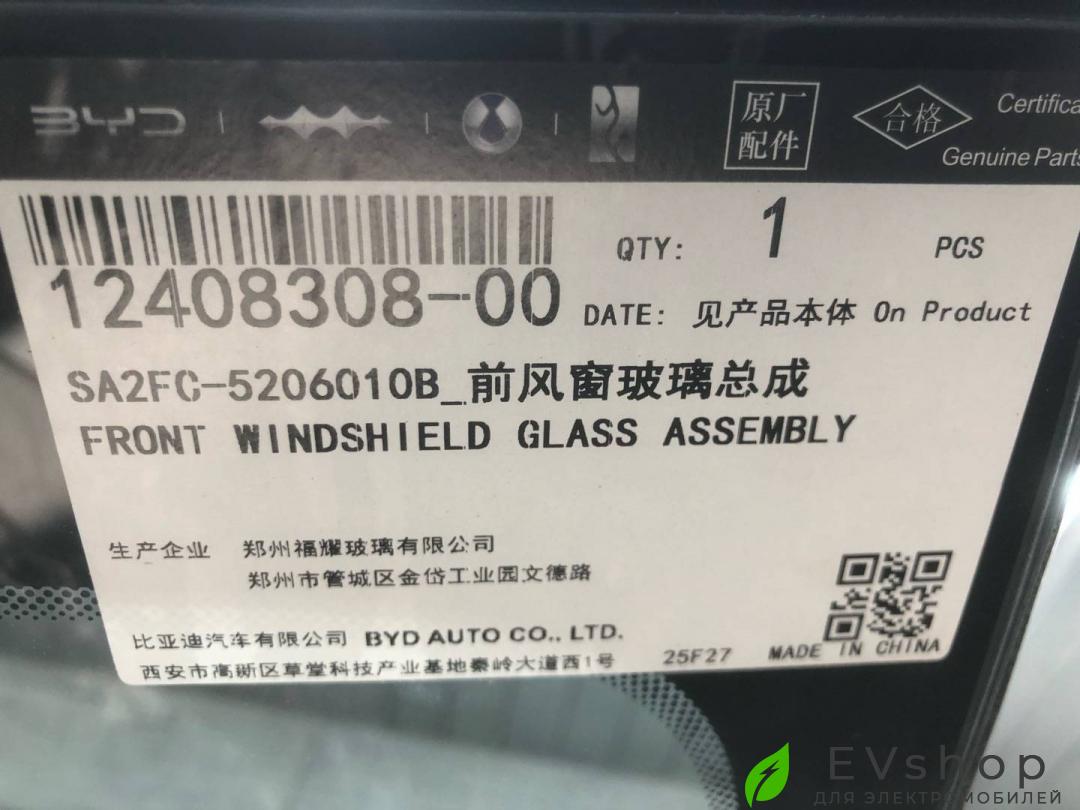 BYD
原厂
配件
合格
Genuine Parts
12408308-00
QTY: 1 PCS
DATE: 见产品本体 On Product
SA2FC-5206010B_前风窗玻璃总成
FRONT WINDSHIELD GLASS ASSEMBLY
生产企业 郑州福耀玻璃有限公司
郑州市管城区金岱工业园文德路
比亚迪汽车有限公司 BYD AUTO CO., LTD.
西安市高新区草堂科技产业基地秦岭大道西1号
25F27 MADE IN CHINA
EVshop
ДЛЯ ЭЛЕКТРОМОБИЛЕЙ